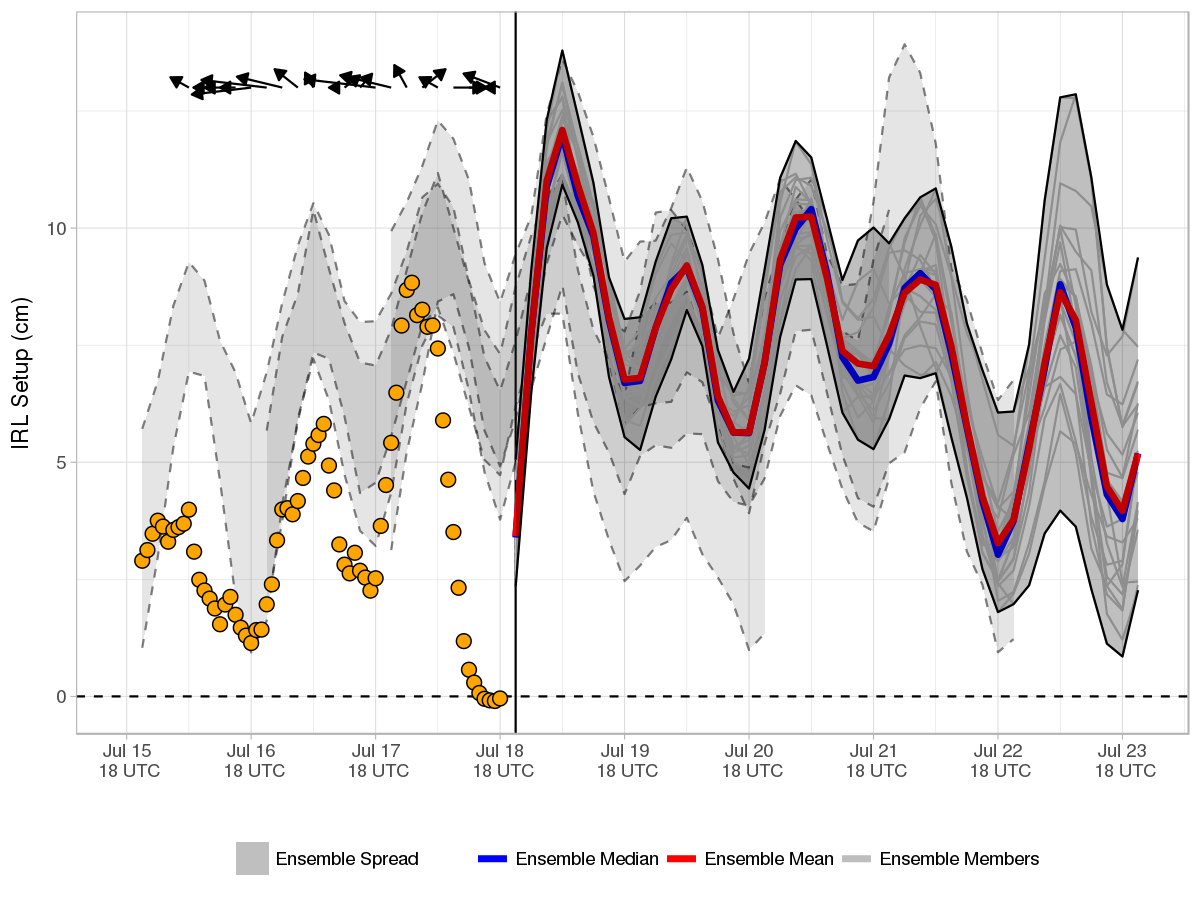 IRL Setup (cm)
10
5
0
Jul 15 Jul 16 Jul 17 Jul 18 Jul 19 Jul 20 Jul 21 Jul 22 Jul 23
18 UTC 18 UTC 18 UTC 18 UTC 18 UTC 18 UTC 18 UTC 18 UTC 18 UTC
Ensemble Spread Ensemble Median Ensemble Mean Ensemble Members